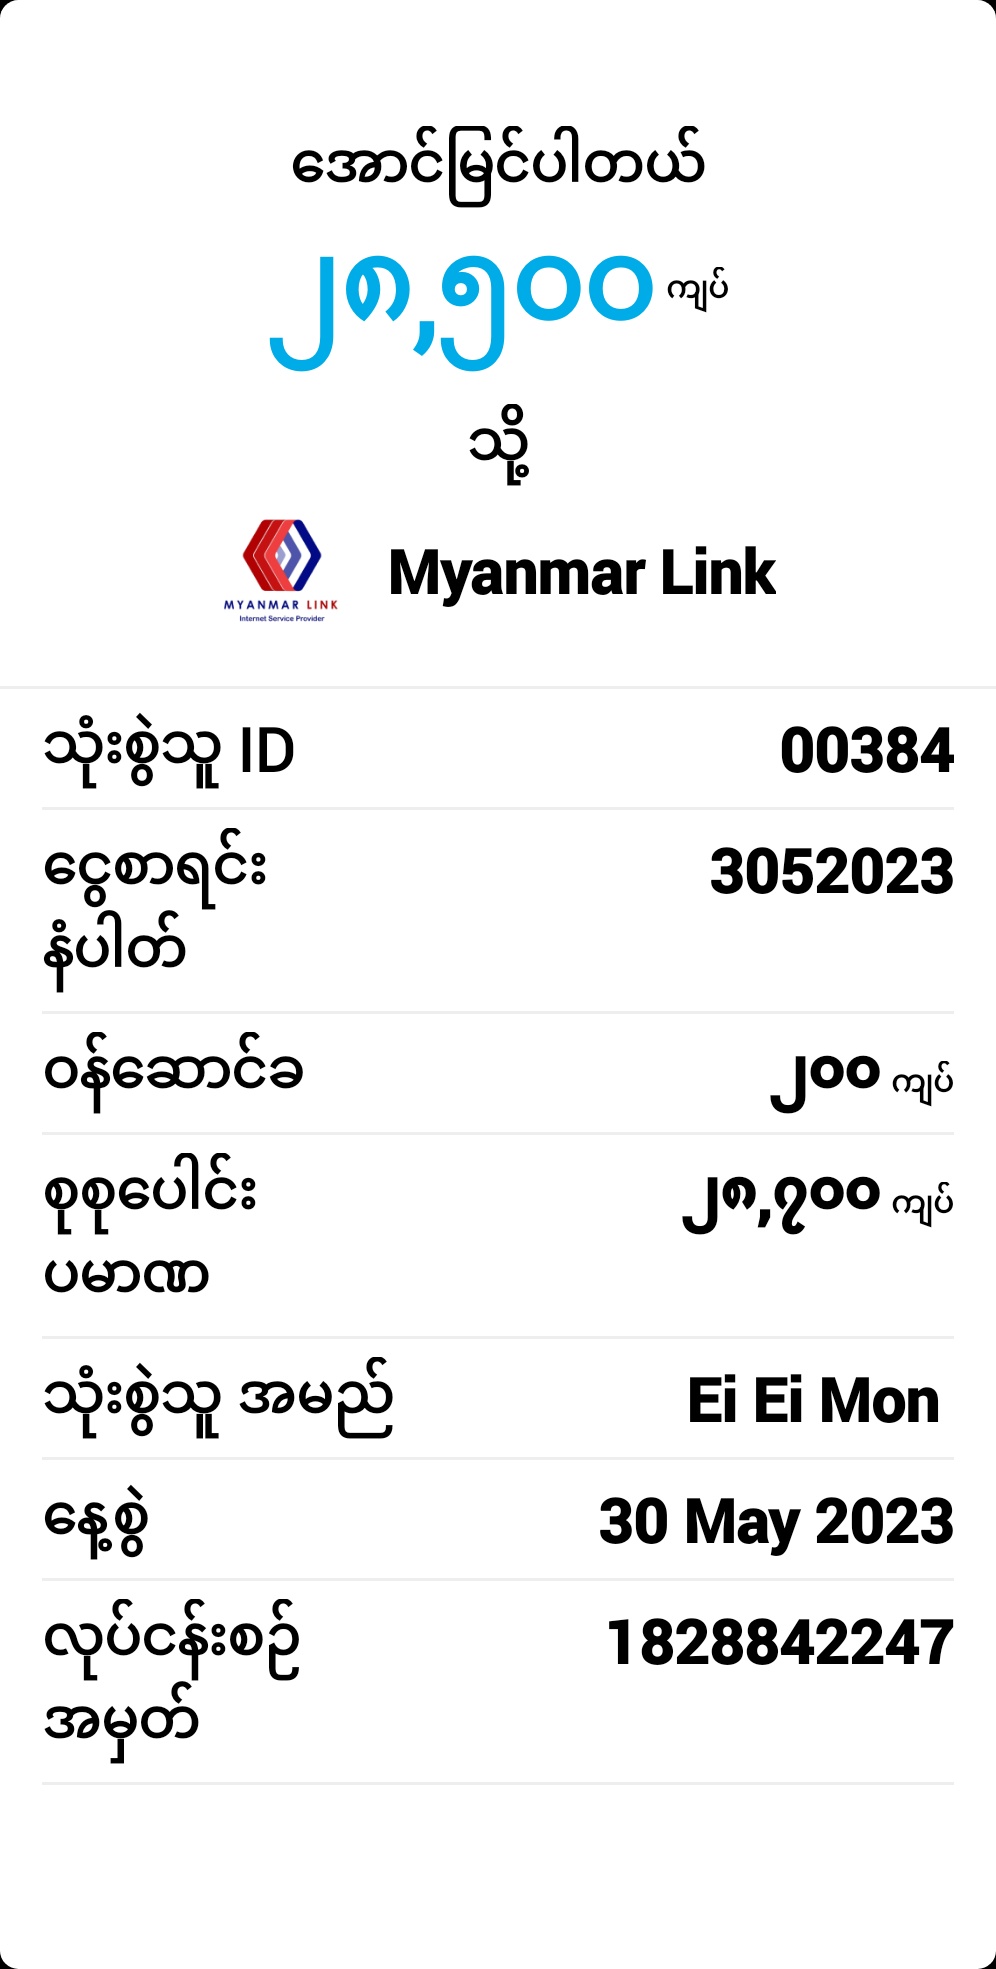 အောင်မြင်ပါတယ်
၂၈,၅၀၀ ကျပ်
သို့
MYANMAR LINK
Internet Service Provider
Myanmar Link
သုံးစွဲသူ ID 00384
ငွေစာရင်း 3052023
နံပါတ်
ဝန်ဆောင်ခ ၂၀၀ ကျပ်
စုစုပေါင်း ၂၈,၇၀၀ ကျပ်
ပမာဏ
သုံးစွဲသူ အမည် Ei Ei Mon
နေ့စွဲ 30 May 2023
လုပ်ငန်းစဉ် 1828842247
အမှတ်